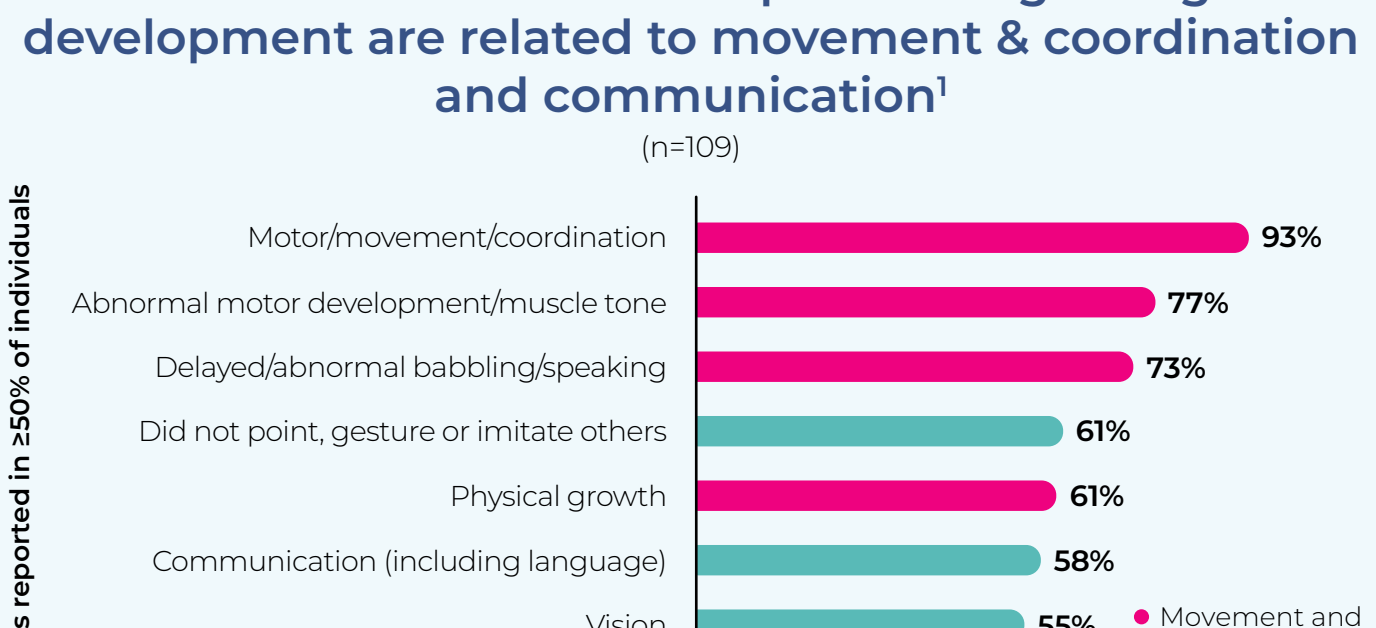 development are related to movement & coordination
and communication¹
(n=109)
s reported in ≥50% of individuals
Motor/movement/coordination 93%
Abnormal motor development/muscle tone 77%
Delayed/abnormal babbling/speaking 73%
Did not point, gesture or imitate others 61%
Physical growth 61%
Communication (including language) 58%
Vision 55%
Movement and